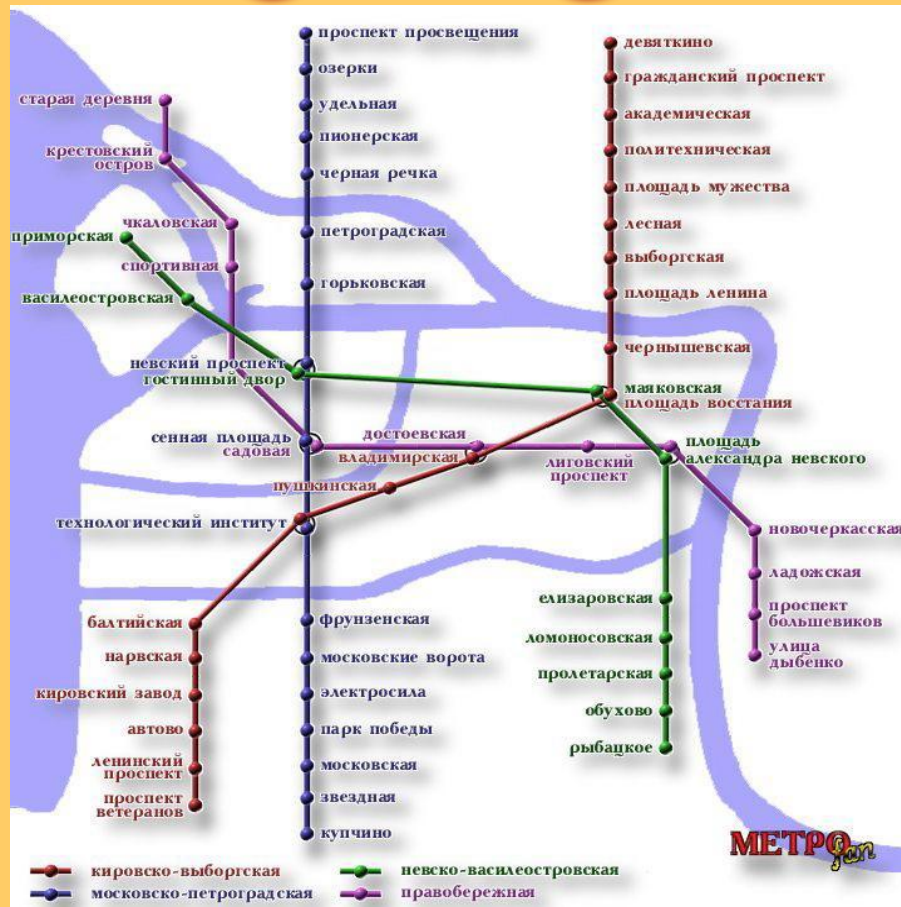 проспект просвещения
озерки
удельная
пионерская
черная речка
петроградская
горьковская
невский проспект
гостинный двор
сенная площадь
садовая
технологический институт
фрунзенская
московские ворота
электросила
парк победы
московская
звездная
купчино
старая деревня
крестовский
остров
чкаловская
спортивная
приморская
василеостровская
девяткино
гражданский проспект
академическая
политехническая
площадь мужества
лесная
выборгская
площадь ленина
чернышевская
маяковская
площадь восстания
достоевская
владимирская
пушкинская
лиговский
проспект
площадь
александра невского
новочеркасская
ладожская
проспект
большевиков
улица
дыбенко
елизаровская
ломоносовская
пролетарская
обухово
рыбацкое
балтийская
нарвская
кировский завод
автово
ленинский
проспект
проспект
ветеранов
кировско-выборгская
московско-петроградская
невско-василеостровская
правобережная
МЕТРО
fan